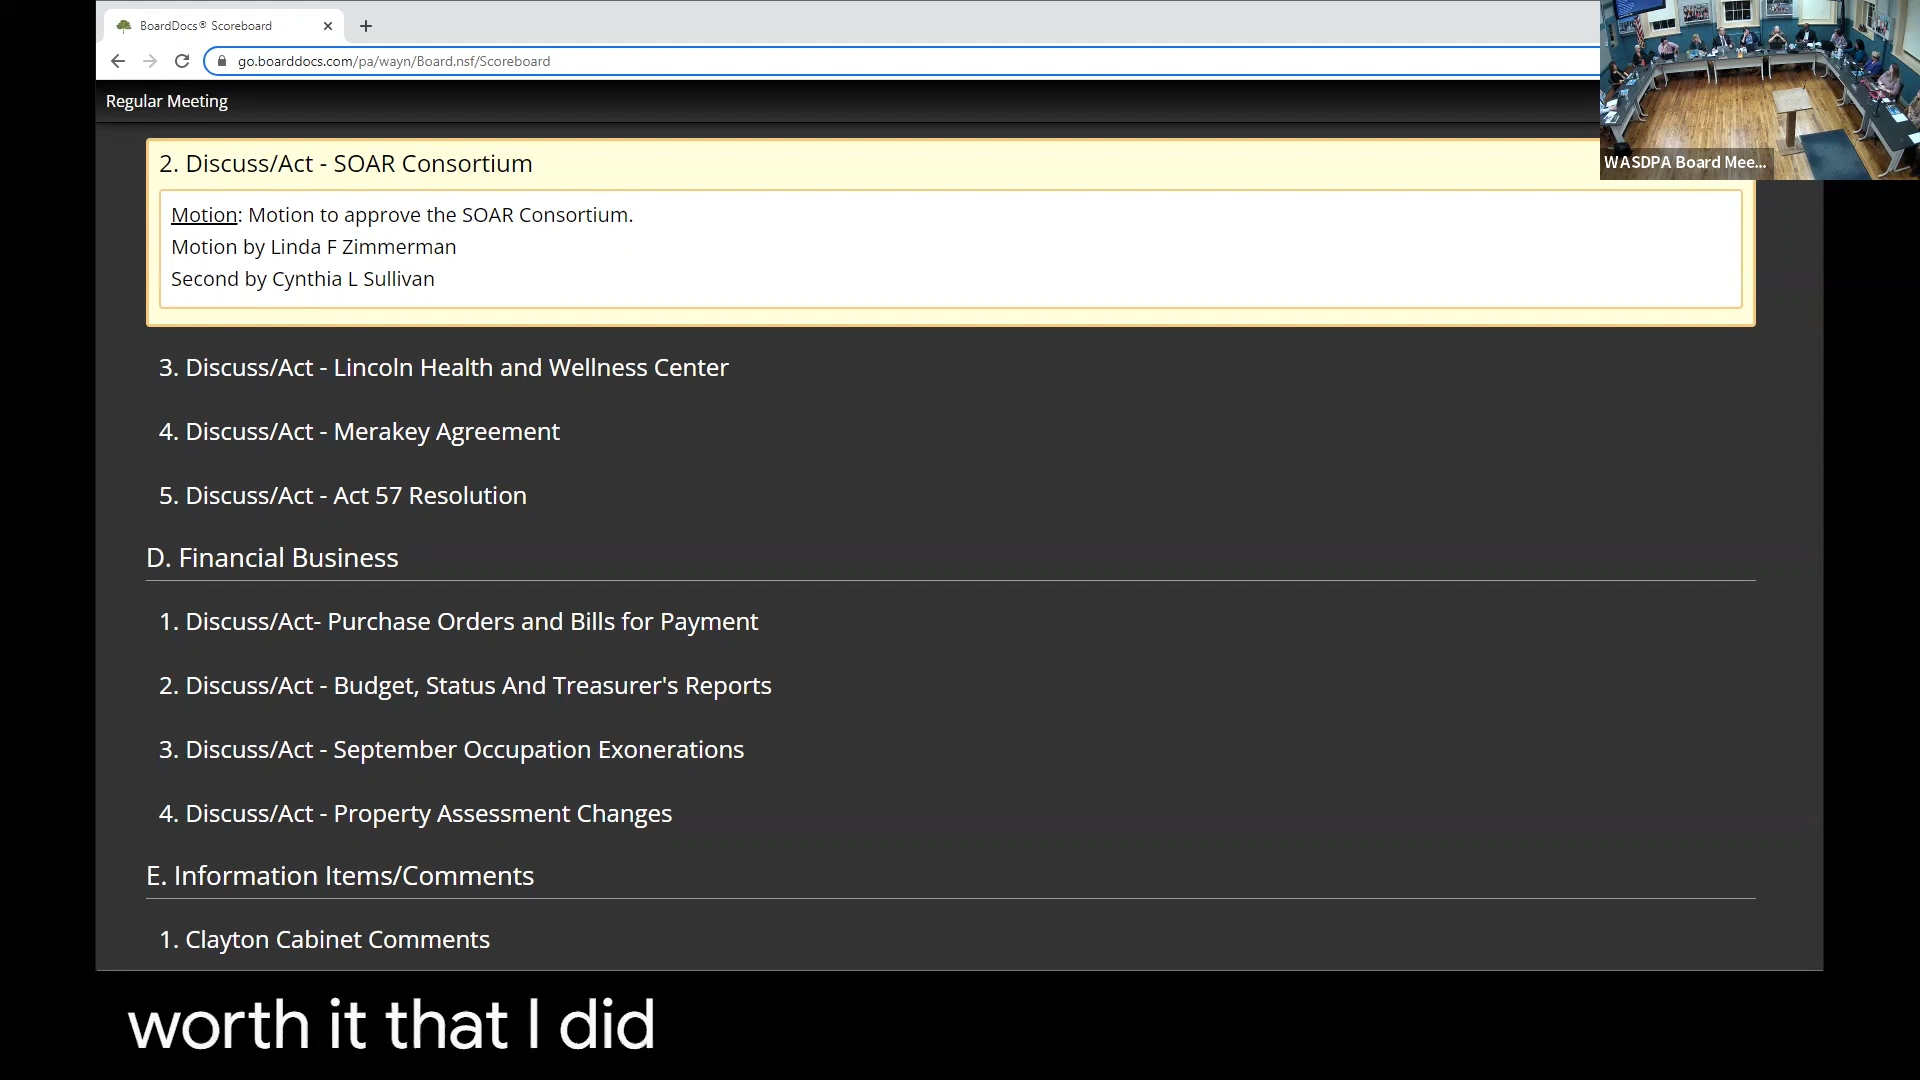 BoardDocs® Scoreboard
go.boarddocs.com/pa/wayn/Board.nsf/Scoreboard
Regular Meeting
WASDPA Board Mee...
2. Discuss/Act - SOAR Consortium
Motion: Motion to approve the SOAR Consortium.
Motion by Linda F Zimmerman
Second by Cynthia L Sullivan
3. Discuss/Act - Lincoln Health and Wellness Center
4. Discuss/Act - Merakey Agreement
5. Discuss/Act - Act 57 Resolution
D. Financial Business
1. Discuss/Act- Purchase Orders and Bills for Payment
2. Discuss/Act - Budget, Status And Treasurer's Reports
3. Discuss/Act - September Occupation Exonerations
4. Discuss/Act - Property Assessment Changes
E. Information Items/Comments
1. Clayton Cabinet Comments
worth it that I did